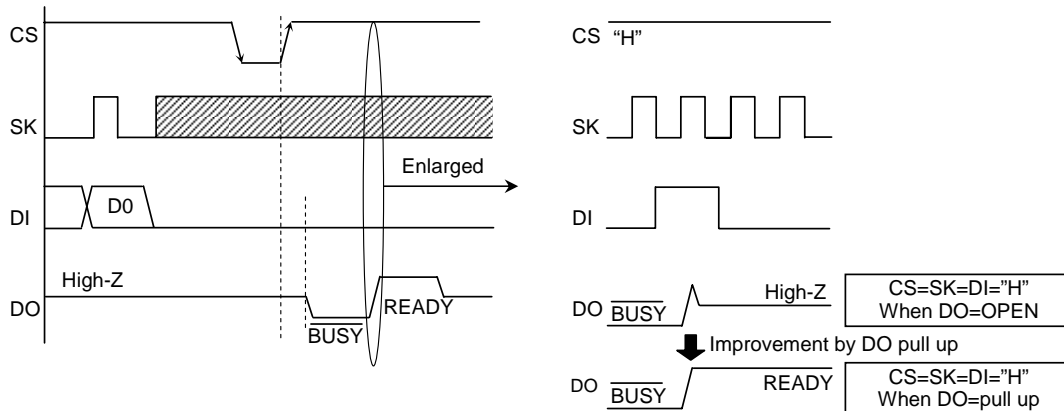 CS
SK
DI
D0
DO
High-Z
BUSY
READY
Enlarged
CS "H"
SK
DI
DO BUSY High-Z
CS=SK=DI="H"
When DO=OPEN
Improvement by DO pull up
DO BUSY READY
CS=SK=DI="H"
When DO=pull up